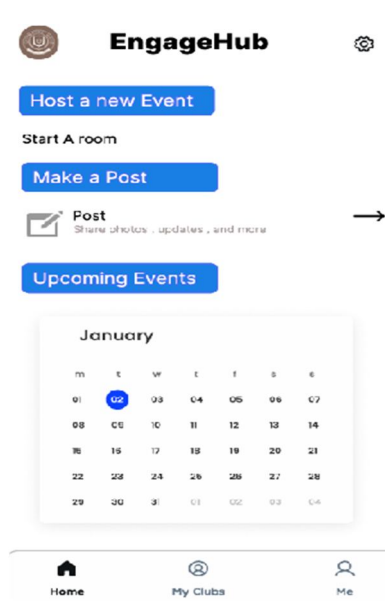 EngageHub
Host a new Event
Start A room
Make a Post
Post
Share photos , updates , and more
Upcoming Events
January
m t w t f s s
01 02 03 04 05 06 07
08 09 10 11 12 13 14
15 16 17 18 19 20 21
22 23 24 25 26 27 28
29 30 31 01 02 03 04
Home My Clubs Me